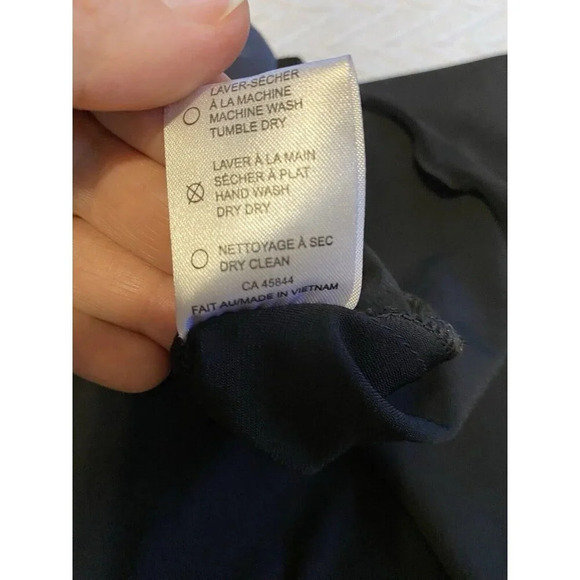 LAVER-SÉCHER
À LA MACHINE
MACHINE WASH
TUMBLE DRY
LAVER À LA MAIN
SÉCHER À PLAT
HAND WASH
DRY DRY
NETTOYAGE À SEC
DRY CLEAN
CA 45844
FAIT AU/MADE IN VIETNAM